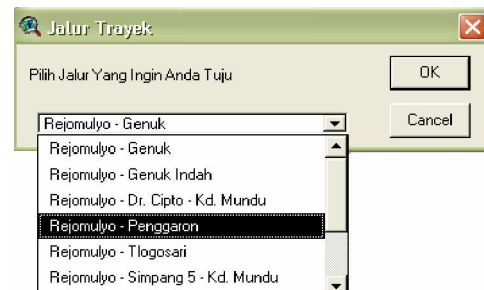 Jalur Trayek
Pilih Jalur Yang Ingin Anda Tuju
OK
Cancel
Rejomulyo - Genuk
Rejomulyo - Genuk
Rejomulyo - Genuk Indah
Rejomulyo - Dr. Cipto - Kd. Mundu
Rejomulyo - Penggaron
Rejomulyo - Tlogosari
Rejomulyo - Simpang 5 - Kd. Mundu